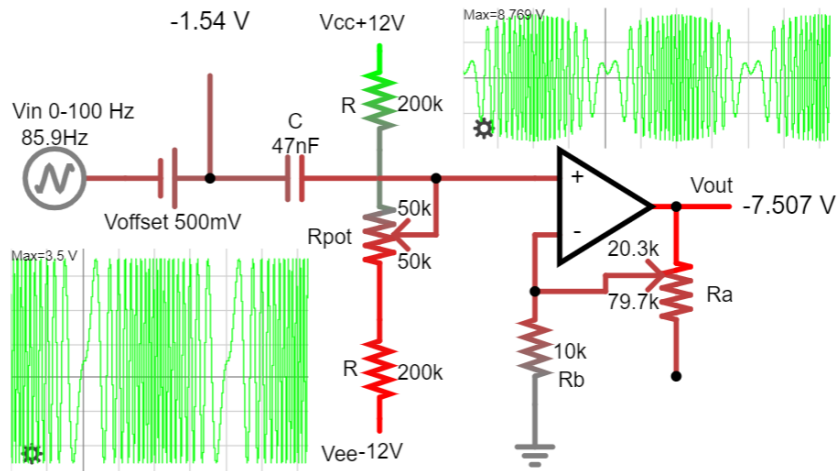 -1.54 V
Vcc+12V
Max=8.769 V
R 200k
Vin 0-100 Hz
85.9Hz
C
47nF
+
Vout
-7.507 V
Voffset 500mV
50k
Rpot
50k
-
20.3k
79.7k
Ra
Max=3.5 V
10k
Rb
R 200k
Vee-12V